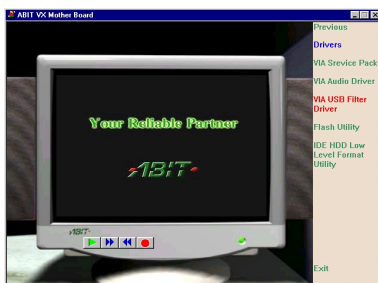 ABIT VX Mother Board
Previous
Drivers
VIA Srevice Pack
VIA Audio Driver
VIA USB Filter
Driver
Flash Utility
IDE HDD Low
Level Format
Utility
Exit
Your Reliable Partner
ABIT
ABIT